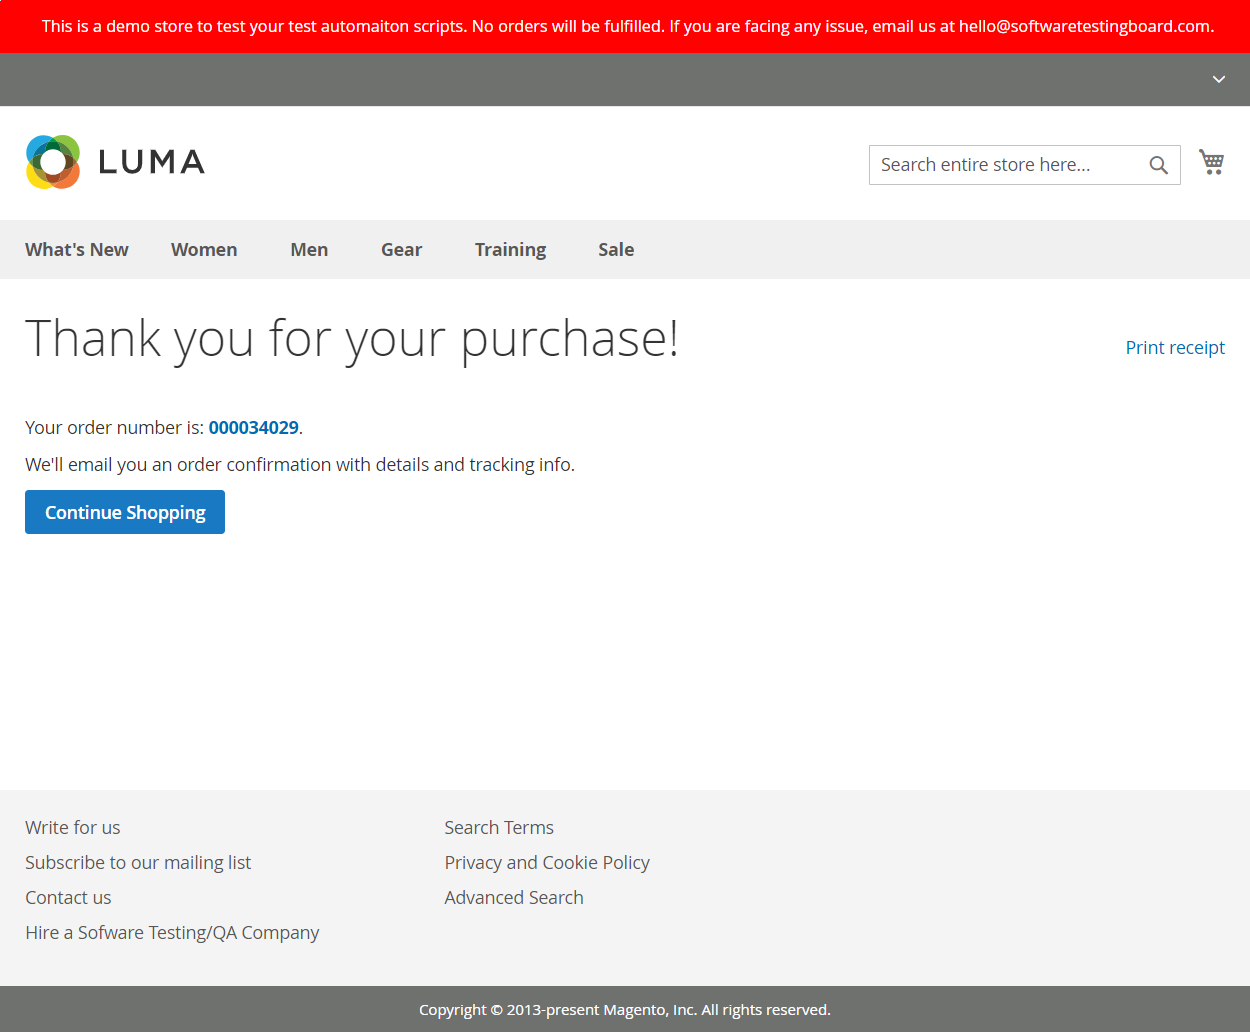 This is a demo store to test your test automaiton scripts. No orders will be fulfilled. If you are facing any issue, email us at hello@softwaretestingboard.com.
LUMA
Search entire store here...
What's New Women Men Gear Training Sale
Thank you for your purchase!
Print receipt
Your order number is: 000034029.
We'll email you an order confirmation with details and tracking info.
Continue Shopping
Write for us
Subscribe to our mailing list
Contact us
Hire a Sofware Testing/QA Company
Search Terms
Privacy and Cookie Policy
Advanced Search
Copyright © 2013-present Magento, Inc. All rights reserved.